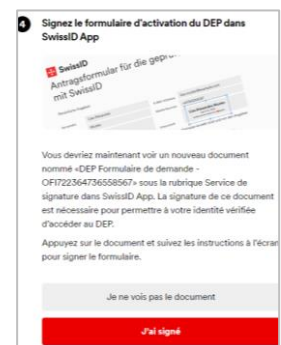 4 Signez le formulaire d'activation du DEP dans
SwissID App
SwissID
Antragsformular für die
mit SwissID
Vous devriez maintenant voir un nouveau document
nommé «DEP Formulaire de demande -
OFI722364736558567» sous la rubrique Service de
signature dans SwissID App. La signature de ce document
est nécessaire pour permettre à votre identité vérifiée
d'accéder au DEP.
Appuyez sur le document et suivez les instructions à l'écran
pour signer le formulaire.
Je ne vois pas le document
J'ai signé